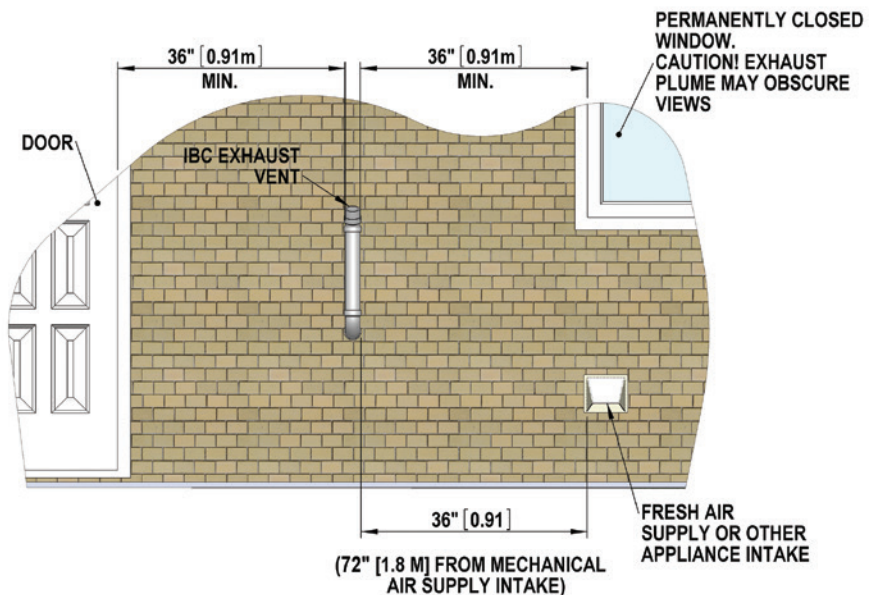 36" [0.91m]
MIN.
36" [0.91m]
MIN.
PERMANENTLY CLOSED
WINDOW.
CAUTION! EXHAUST
PLUME MAY OBSCURE
VIEWS
DOOR
IBC EXHAUST
VENT
36" [0.91]
(72" [1.8 M] FROM MECHANICAL
AIR SUPPLY INTAKE)
FRESH AIR
SUPPLY OR OTHER
APPLIANCE INTAKE